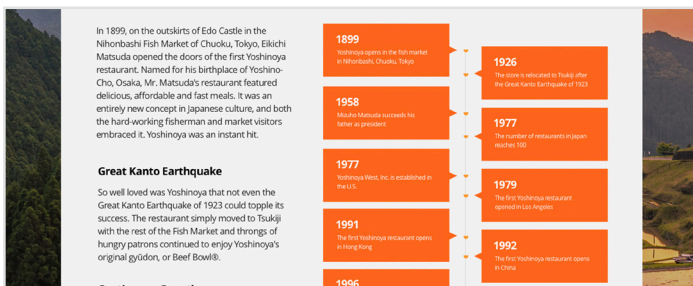 In 1899, on the outskirts of Edo Castle in the
Nihonbashi Fish Market of Chuoku, Tokyo, Eikichi
Matsuda opened the doors of the first Yoshinoya
restaurant. Named for his birthplace of Yoshino-
Cho, Osaka, Mr. Matsuda's restaurant featured
delicious, affordable and fast meals. It was an
entirely new concept in Japanese culture, and both
the hard-working fisherman and market visitors
embraced it. Yoshinoya was an instant hit.
Great Kanto Earthquake
So well loved was Yoshinoya that not even the
Great Kanto Earthquake of 1923 could topple its
success. The restaurant simply moved to Tsukiji
with the rest of the Fish Market and throngs of
hungry patrons continued to enjoy Yoshinoya's
original gyūdon, or Beef Bowl®.
1899
Yoshinoya opens in the fish market
in Nihonbashi, Chuoku, Tokyo
1926
The store is relocated to Tsukiji after
the Great Kanto Earthquake of 1923
1958
Mizuho Matsuda succeeds his
father as president
1977
The number of restaurants in Japan
reaches 100
1977
Yoshinoya West, Inc. is established in
the U.S.
1979
The first Yoshinoya restaurant
opened in Los Angeles
1991
The first Yoshinoya restaurant opens
in Hong Kong
1992
The first Yoshinoya restaurant opens
in China
1996